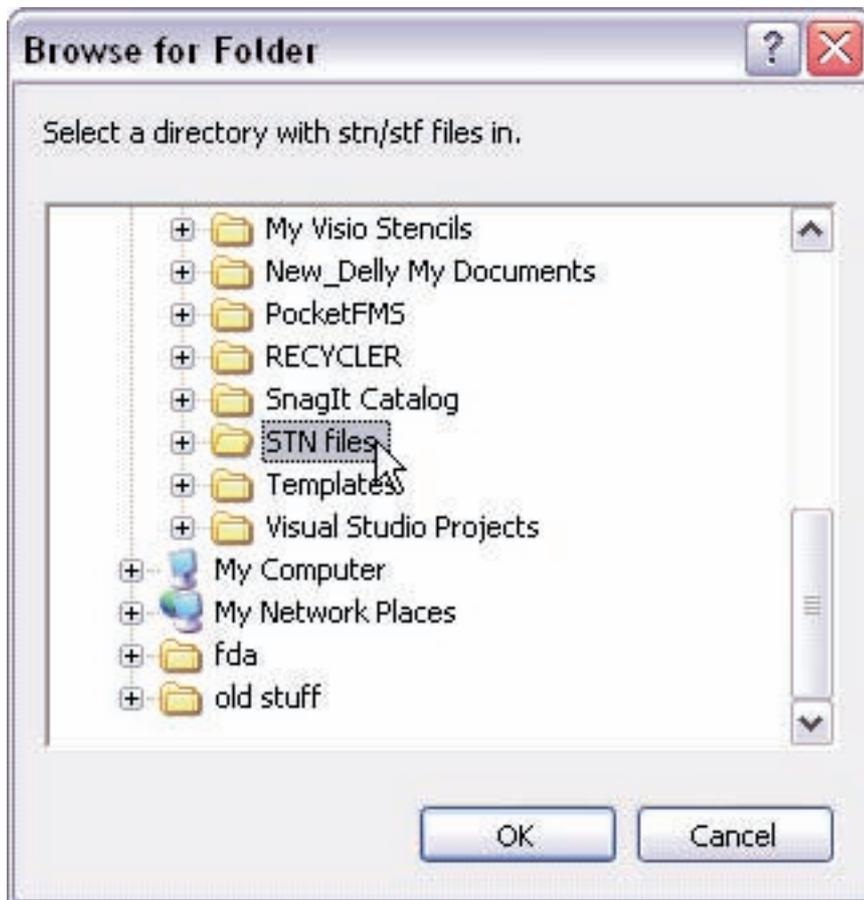 Browse for Folder
?
Select a directory with stn/stf files in.
My Visio Stencils
New_Delly My Documents
PocketFMS
RECYCLER
SnagIt Catalog
STN files
Templates
Visual Studio Projects
My Computer
My Network Places
fda
old stuff
OK
Cancel